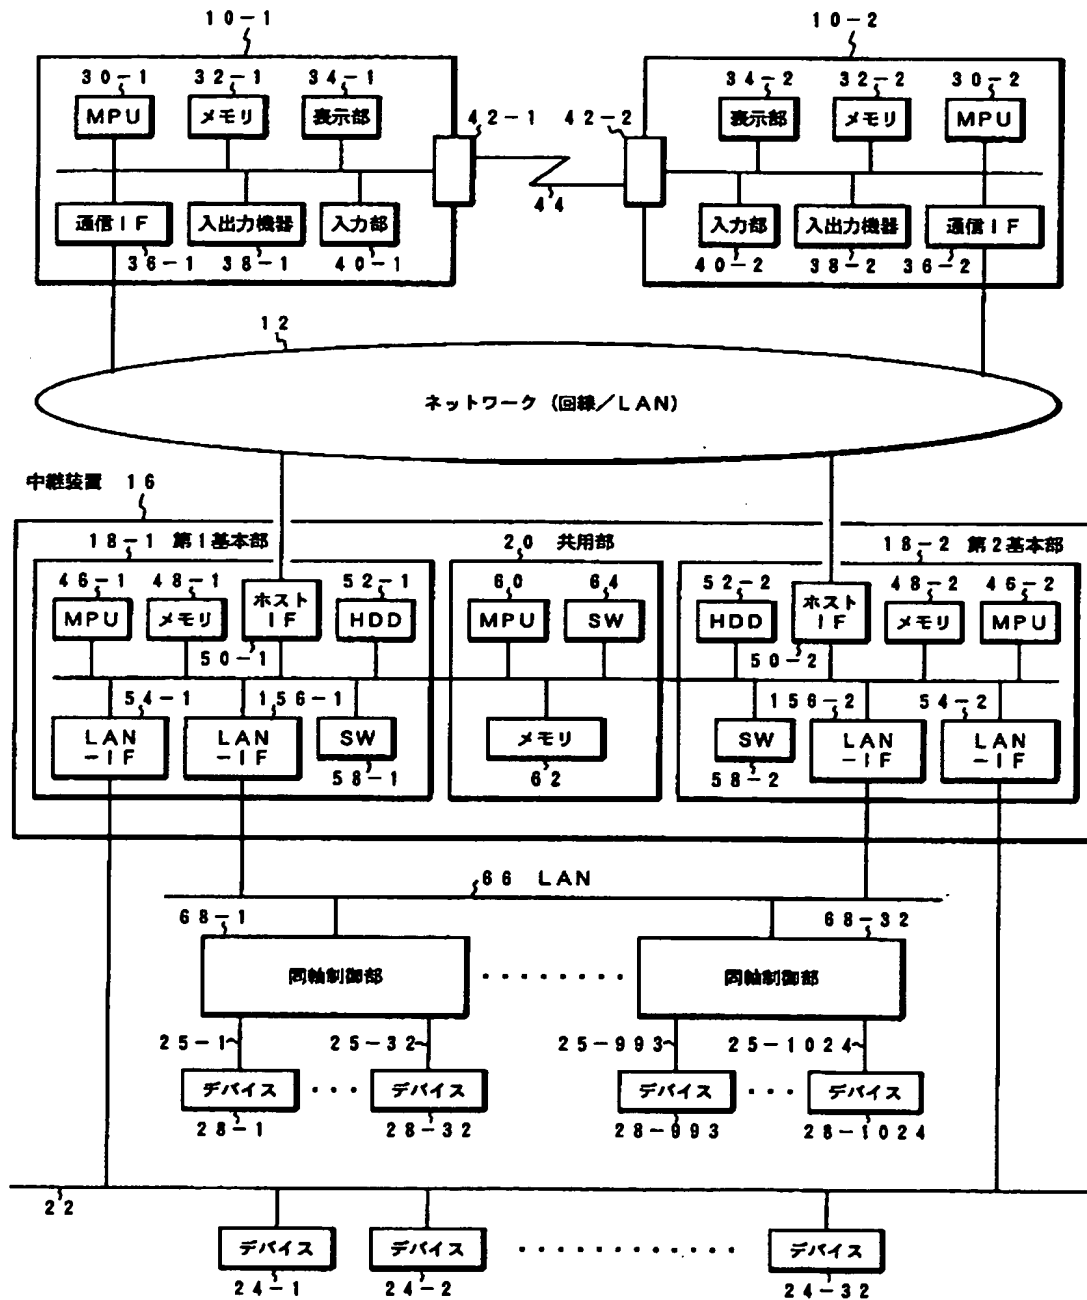 10-1 10-2
30-1 32-1 34-1 34-2 32-2 30-2
MPU メモリ 表示部 表示部 メモリ MPU
42-1 42-2
44
通信IF 入出力機器 入力部 入力部 入出力機器 通信IF
36-1 38-1 40-1 40-2 38-2 36-2
12
ネットワーク(回線/LAN)
中継装置 16
18-1 第1基本部 20 共用部 18-2 第2基本部
46-1 48-1 52-1 60 64 52-2 48-2 46-2
MPU メモリ ホスト IF HDD MPU SW HDD ホスト IF メモリ MPU
50-1 50-2
54-1 156-1 156-2 54-2
LAN -IF LAN -IF SW メモリ SW LAN -IF LAN -IF
58-1 62 58-2
66 LAN
68-1 68-32
同軸制御部 同軸制御部
25-1 25-32 25-993 25-1024
デバイス デバイス デバイス デバイス
28-1 28-32 28-993 28-1024
22
デバイス デバイス デバイス
24-1 24-2 24-32